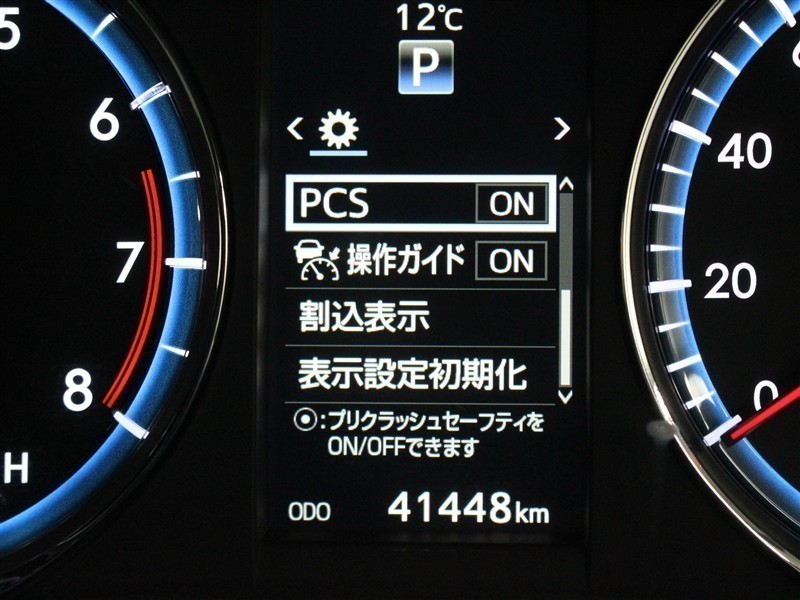 12℃
P
5
6
7
8
H
PCS ON
操作ガイド ON
割込表示
表示設定初期化
⦿:プリクラッシュセーフティを
ON/OFFできます
ODO 41448km
40
20
0